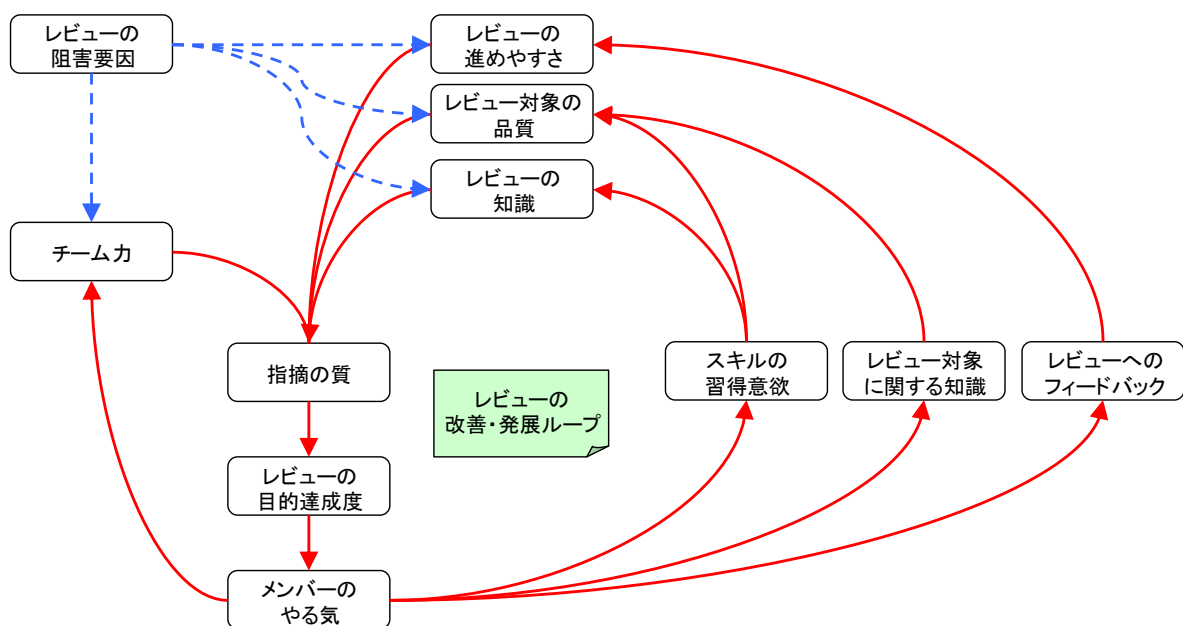 レビューの
阻害要因
レビューの
進めやすさ
レビュー対象の
品質
レビューの
知識
チーム力
指摘の質
レビューの
改善・発展ループ
スキルの
習得意欲
レビュー対象
に関する知識
レビューへの
フィードバック
レビューの
目的達成度
メンバーの
やる気